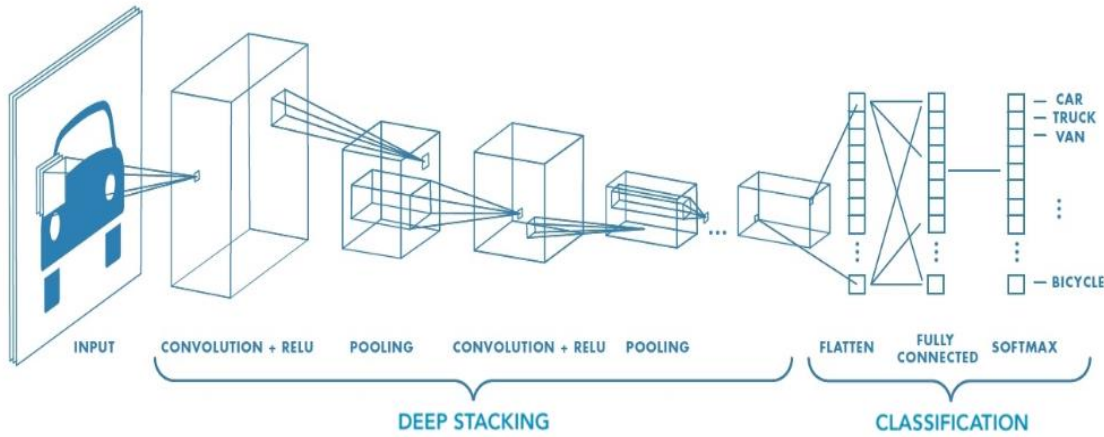 CAR
TRUCK
VAN
BICYCLE
INPUT
CONVOLUTION + RELU
POOLING
CONVOLUTION + RELU
POOLING
FLATTEN
FULLY
CONNECTED
SOFTMAX
DEEP STACKING
CLASSIFICATION